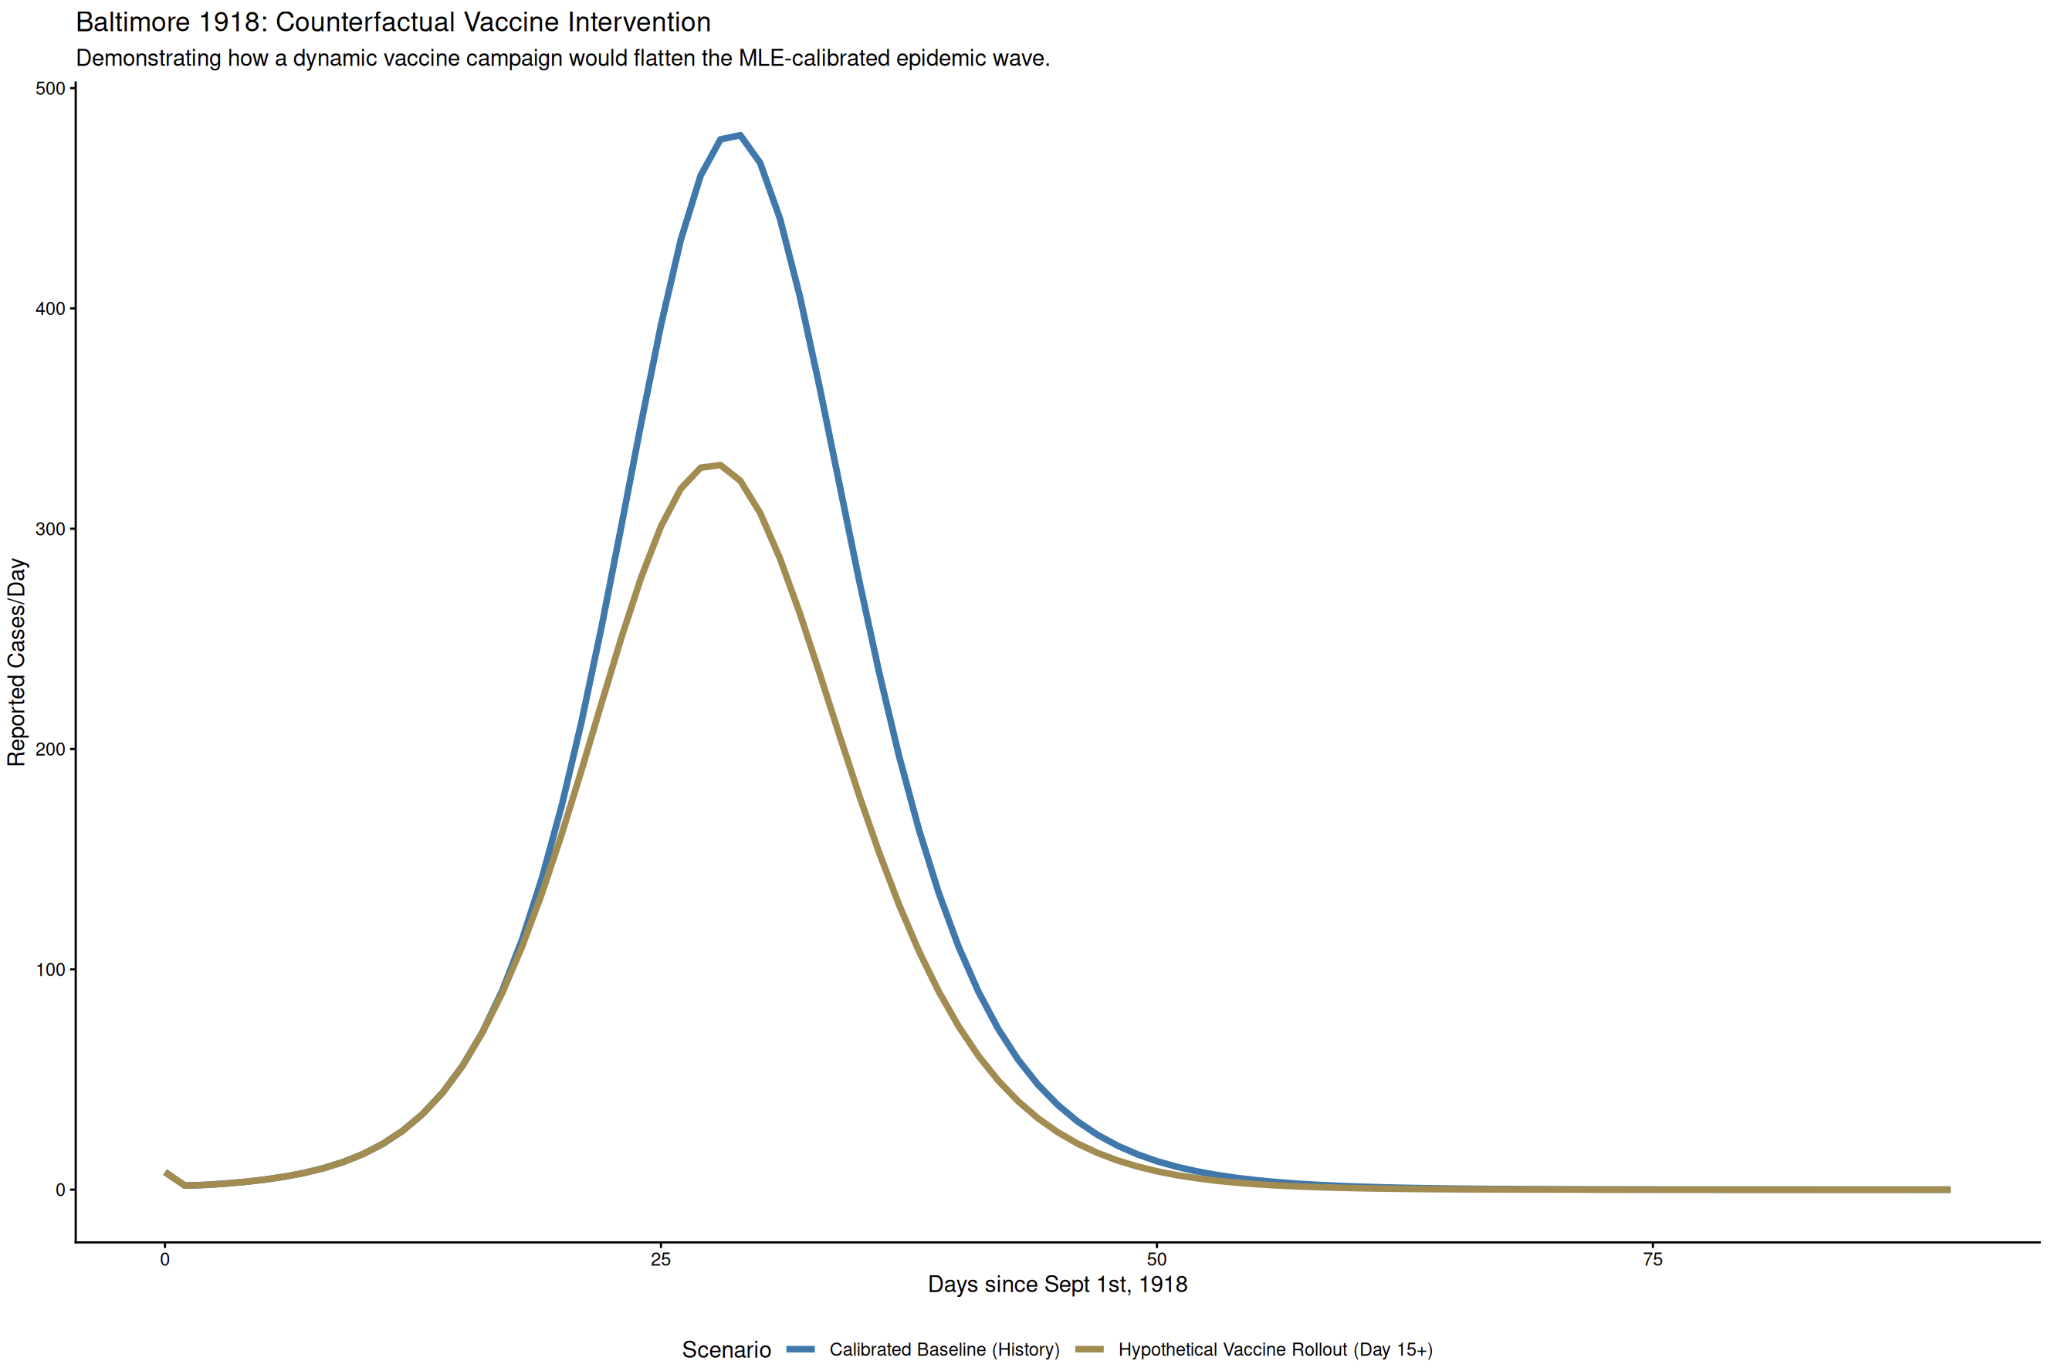 Baltimore 1918: Counterfactual Vaccine Intervention
Demonstrating how a dynamic vaccine campaign would flatten the MLE-calibrated epidemic wave.
500
400
300
200
100
0
Reported Cases/Day
0 25 50 75
Days since Sept 1st, 1918
Scenario Calibrated Baseline (History) Hypothetical Vaccine Rollout (Day 15+)